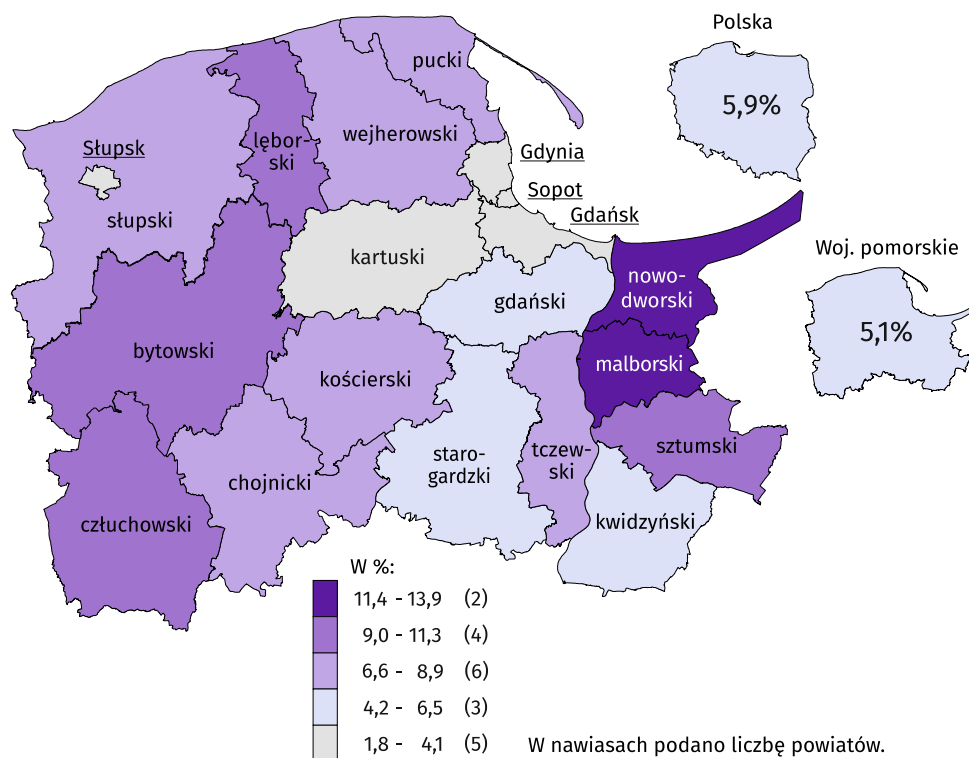 Polska
5,9%
pucki
lębor-
ski
wejherowski
Słupsk
Gdynia
Sopot
słupski
Gdańsk
Woj. pomorskie
5,1%
kartuski
nowo-
dworski
gdański
bytowski
malborski
kościerski
staro-
gardzki
tczew-
ski
sztumski
chojnicki
człuchowski
kwidzyński
W %:
11,4 - 13,9 (2)
9,0 - 11,3 (4)
6,6 - 8,9 (6)
4,2 - 6,5 (3)
1,8 - 4,1 (5)
W nawiasach podano liczbę powiatów.